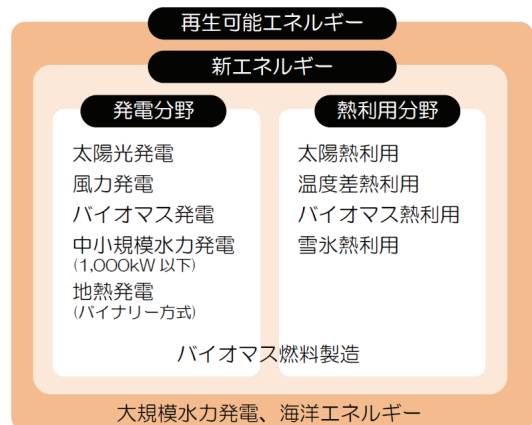 再生可能エネルギー
新エネルギー
発電分野
太陽光発電
風力発電
バイオマス発電
中小規模水力発電
(1,000kW 以下)
地熱発電
(バイナリー方式)
熱利用分野
太陽熱利用
温度差熱利用
バイオマス熱利用
雪氷熱利用
バイオマス燃料製造
大規模水力発電、海洋エネルギー